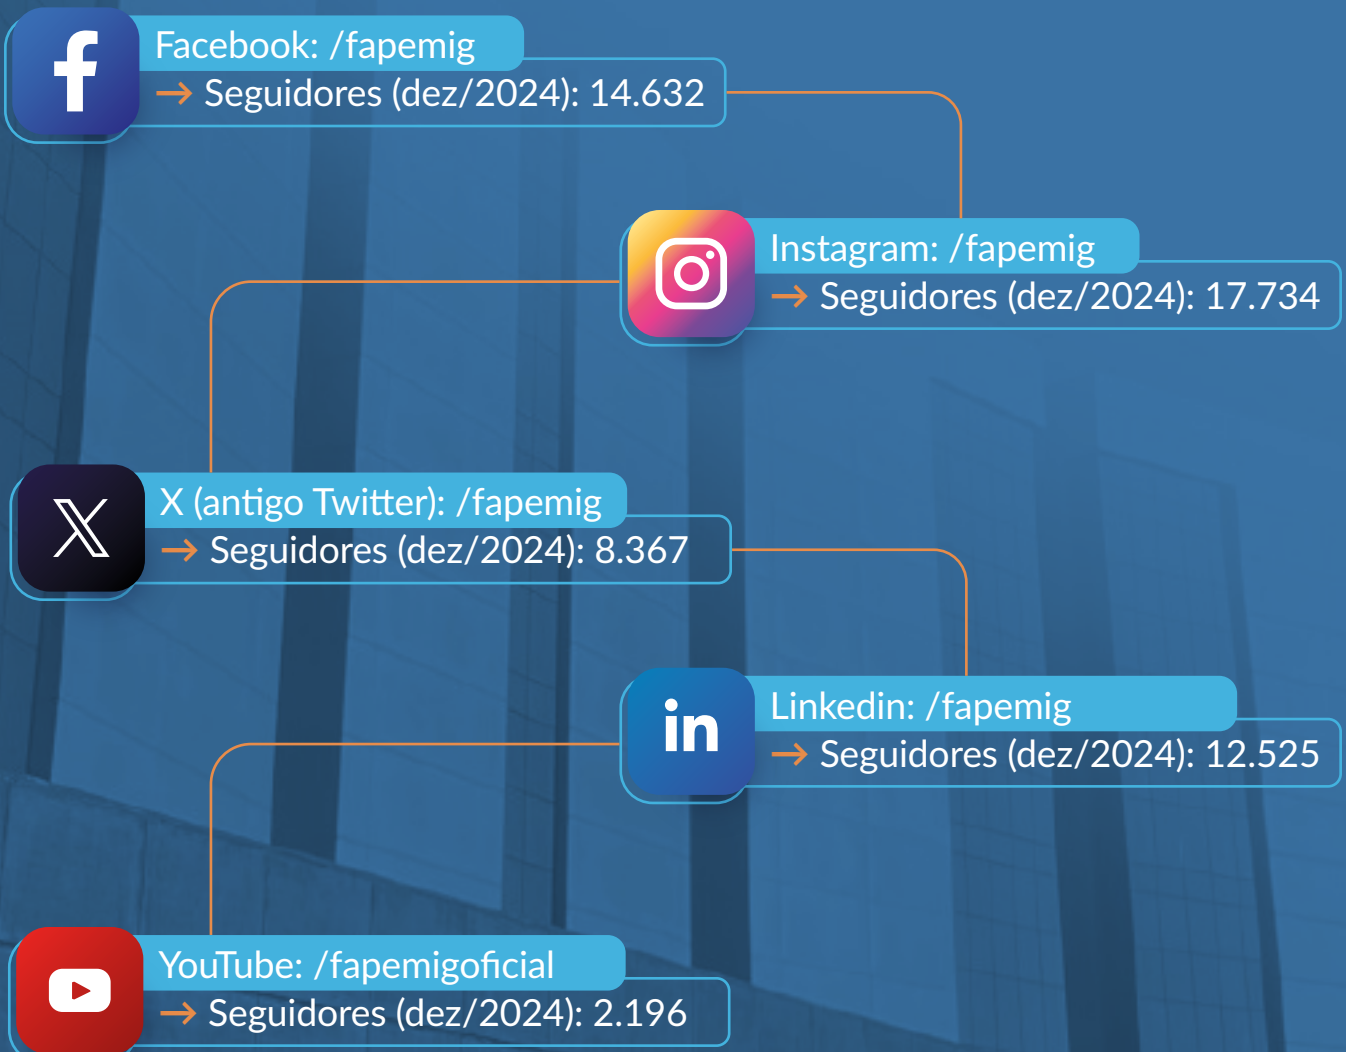 Facebook: /fapemig
→ Seguidores (dez/2024): 14.632
Instagram: /fapemig
→ Seguidores (dez/2024): 17.734
X (antigo Twitter): /fapemig
→ Seguidores (dez/2024): 8.367
Linkedin: /fapemig
→ Seguidores (dez/2024): 12.525
YouTube: /fapemigoficial
→ Seguidores (dez/2024): 2.196